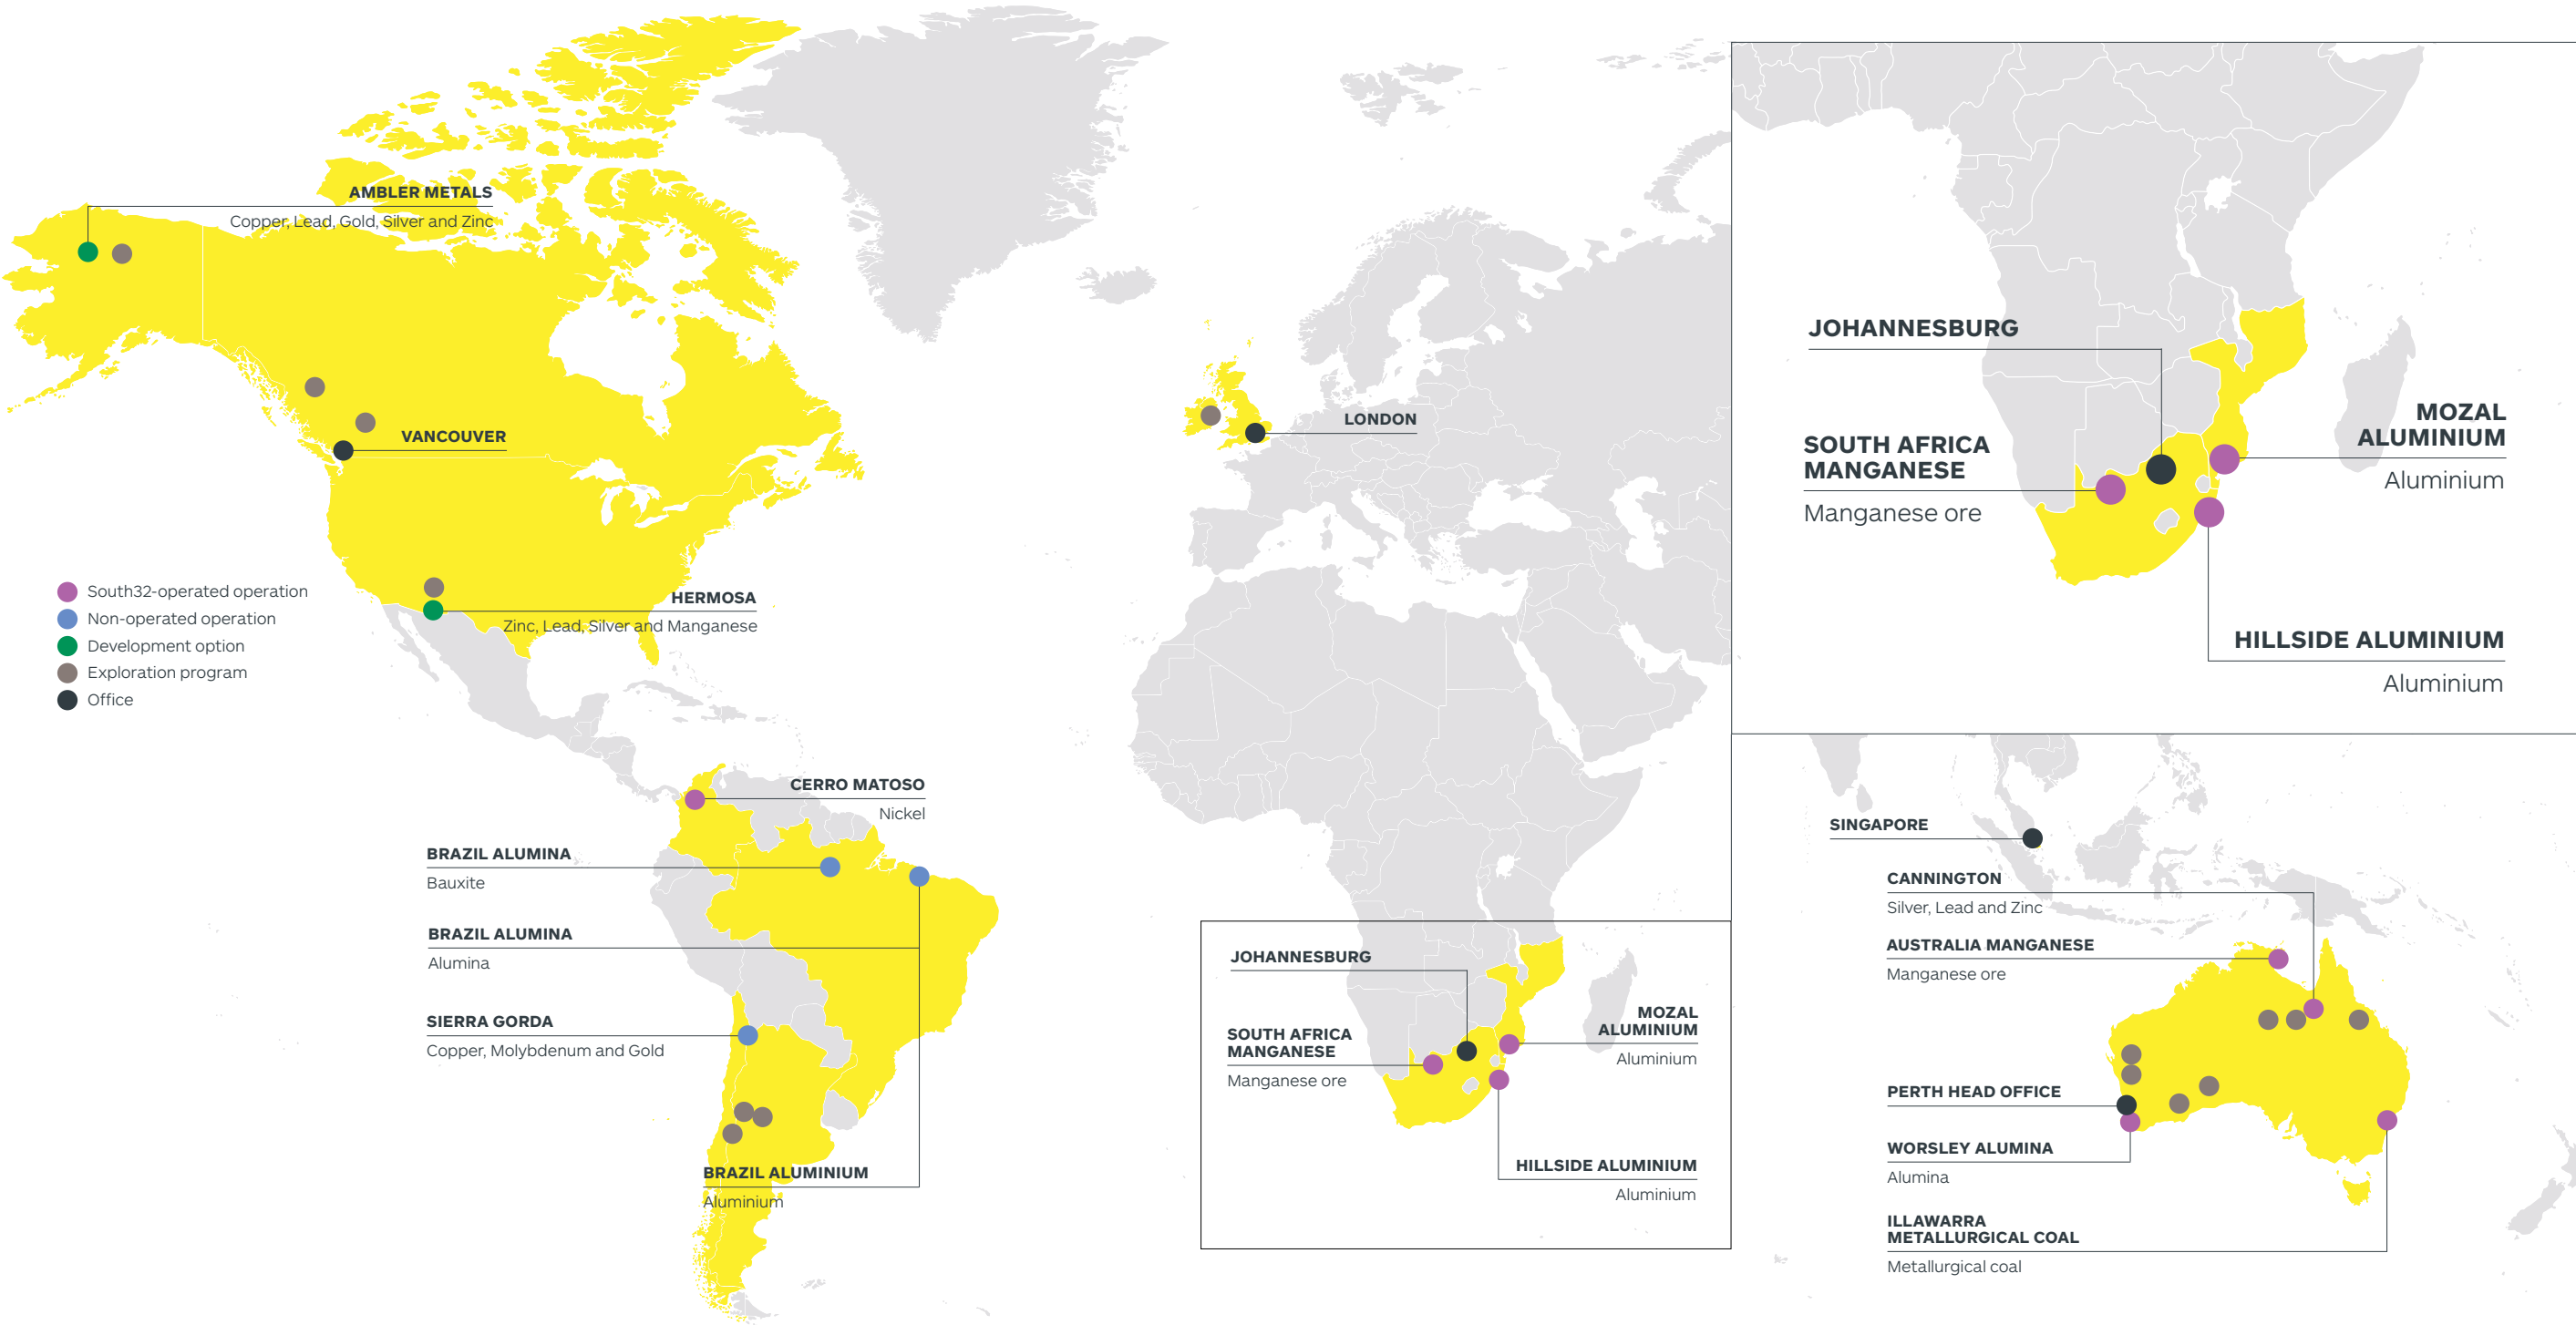 AMBLER METALS
Copper, Lead, Gold, Silver and Zinc
VANCOUVER
LONDON
HERMOSA
Zinc, Lead, Silver and Manganese
South32-operated operation
Non-operated operation
Development option
Exploration program
Office
CERRO MATOSO
Nickel
BRAZIL ALUMINA
Bauxite
BRAZIL ALUMINA
Alumina
SIERRA GORDA
Copper, Molybdenum and Gold
BRAZIL ALUMINIUM
Aluminium
JOHANNESBURG
SOUTH AFRICA
MANGANESE
Manganese ore
MOZAL
ALUMINIUM
Aluminium
HILLSIDE ALUMINIUM
Aluminium
JOHANNESBURG
SOUTH AFRICA
MANGANESE
Manganese ore
MOZAL
ALUMINIUM
Aluminium
HILLSIDE ALUMINIUM
Aluminium
SINGAPORE
CANNINGTON
Silver, Lead and Zinc
AUSTRALIA MANGANESE
Manganese ore
PERTH HEAD OFFICE
WORSLEY ALUMINA
Alumina
ILLAWARRA
METALLURGICAL COAL
Metallurgical coal